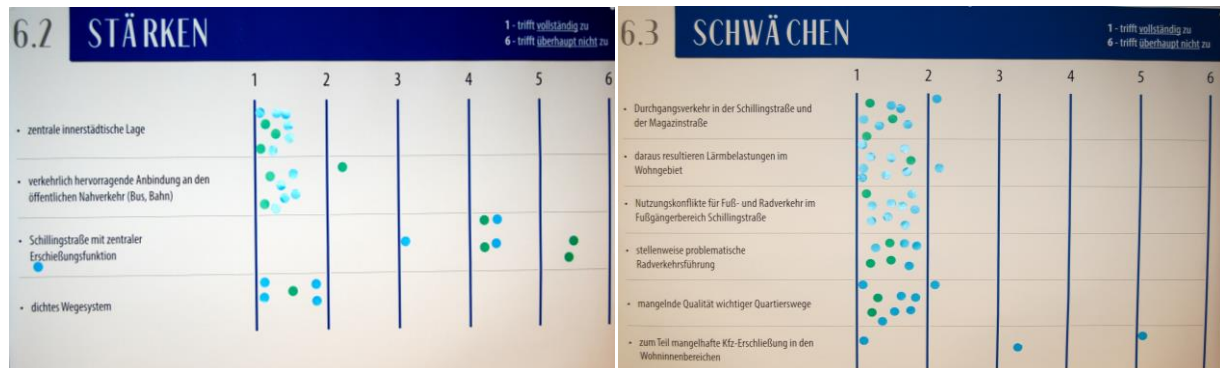 6.2 STÄRKEN
1 - trifft vollständig zu
6 - trifft überhaupt nicht zu
1 2 3 4 5 6
• zentrale innerstädtische Lage
• verkehrlich hervorragende Anbindung an den
öffentlichen Nahverkehr (Bus, Bahn)
• Schillingstraße mit zentraler
Erschießungsfunktion
• dichtes Wegesystem
6.3 SCHWÄCHEN
1 - trifft vollständig zu
6 - trifft überhaupt nicht zu
1 2 3 4 5 6
• Durchgangsverkehr in der Schillingstraße und
der Magazinstraße
• daraus resultieren Lärmbelastungen im
Wohngebiet
• Nutzungskonflikte für Fuß- und Radverkehr im
Fußgängerbereich Schillingstraße
• stellenweise problematische
Radverkehrsführung
• mangelnde Qualität wichtiger Quartierswege
• zum Teil mangelhafte Kfz-Erschließung in den
Wohninnenbereichen